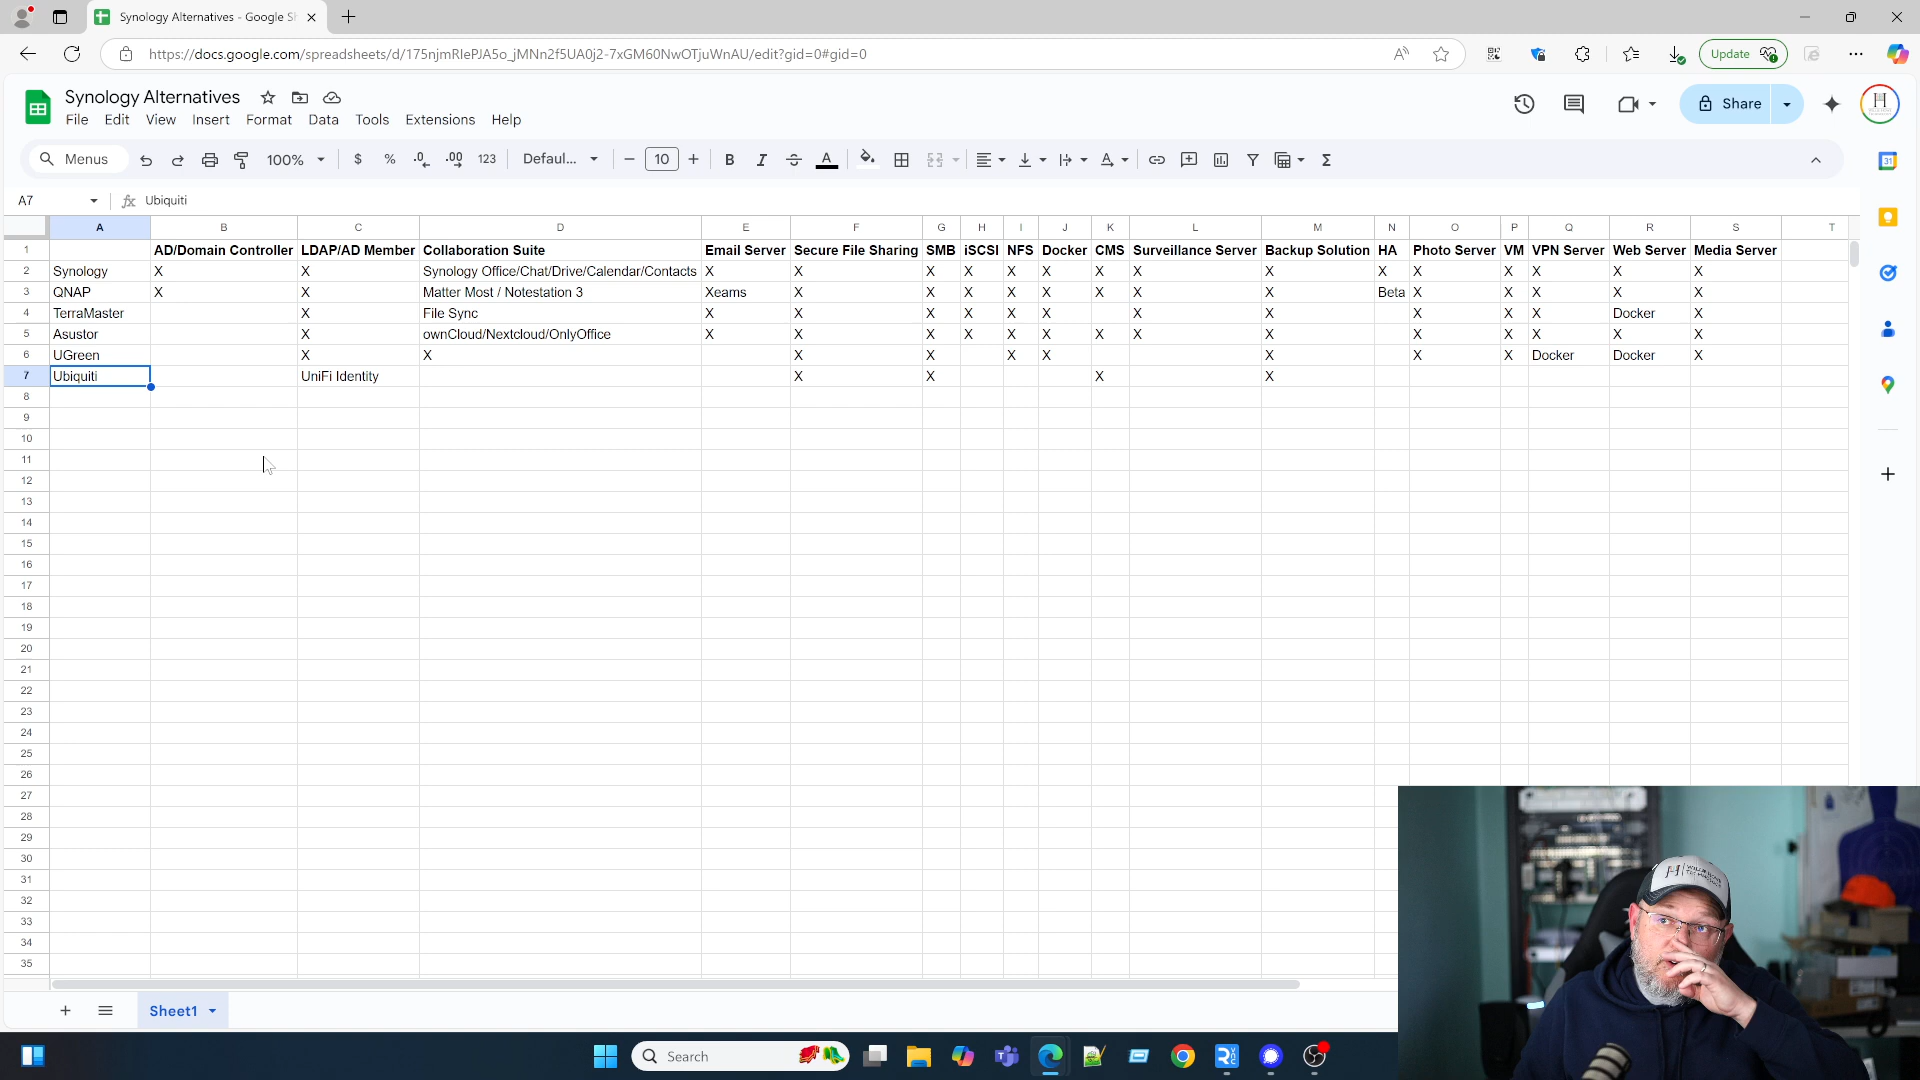 Synology Alternatives - Google Sh
https://docs.google.com/spreadsheets/d/175njmRlePJA5o_jMNn2f5UA0j2-7xGM60NwOTjuWnAU/edit?gid=0#gid=0
Update
Synology Alternatives
File Edit View Insert Format Data Tools Extensions Help
Share
Menus 100% $ % .0 .00 123 Defaul... 10 B I A
A7 fx Ubiquiti
A B C D E F G H I J K L M N O P Q R S T
1 AD/Domain Controller LDAP/AD Member Collaboration Suite Email Server Secure File Sharing SMB iSCSI NFS Docker CMS Surveillance Server Backup Solution HA Photo Server VM VPN Server Web Server Media Server
2 Synology X X Synology Office/Chat/Drive/Calendar/Contacts X X X X X X X X X X X X X X X
3 QNAP X X Matter Most / Notestation 3 Xeams X X X X X X X X Beta X X X X X
4 TerraMaster X File Sync X X X X X X X X X X X Docker X
5 Asustor X ownCloud/Nextcloud/OnlyOffice X X X X X X X X X X X X X X
6 UGreen X X X X X X X X X Docker Docker X
7 Ubiquiti UniFi Identity X X X X
8
9
10
11
12
13
14
15
16
17
18
19
20
21
22
23
24
25
26
27
28
29
30
31
32
33
34
35
Sheet1
Search